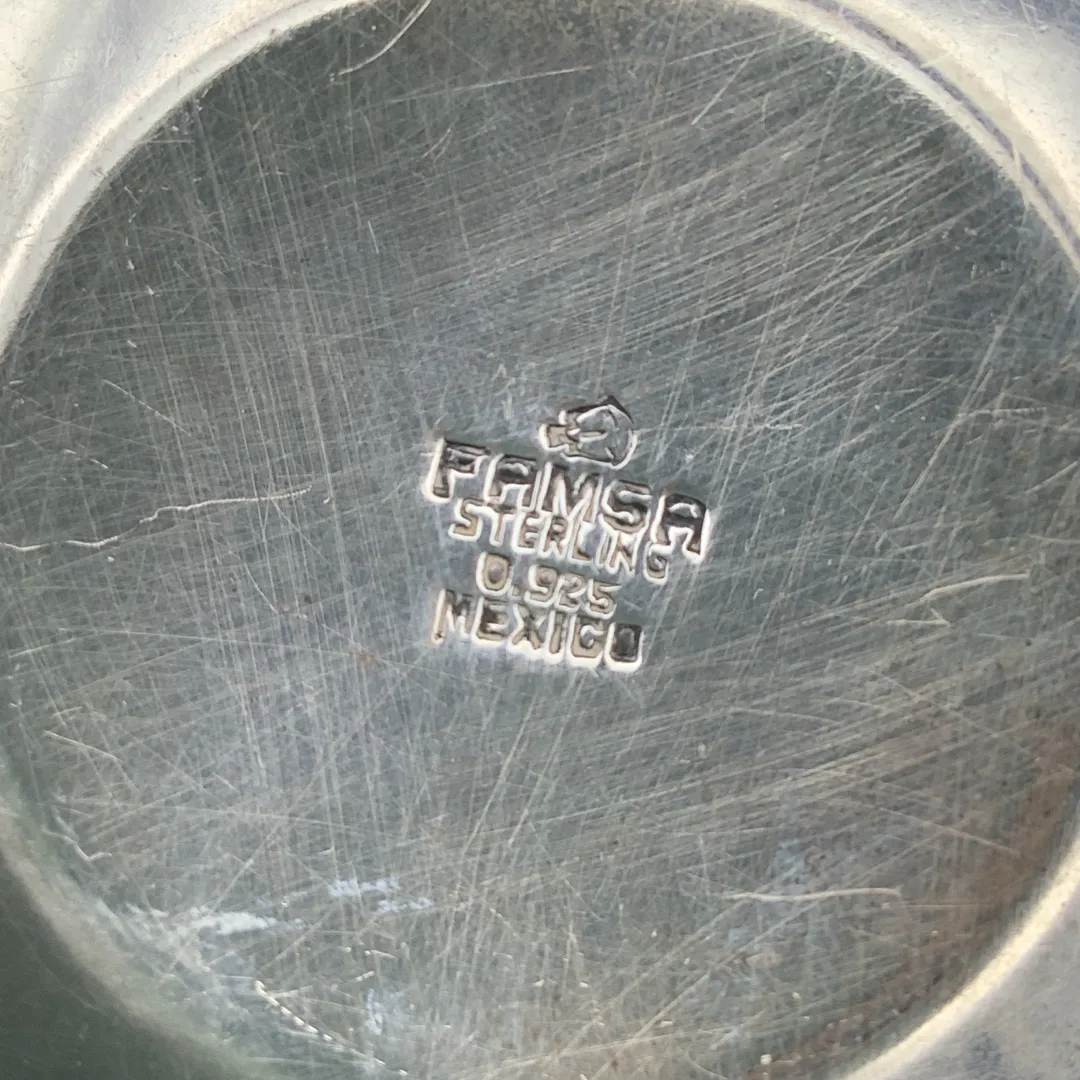 FAMSA
STERLING
0.925
MEXICO